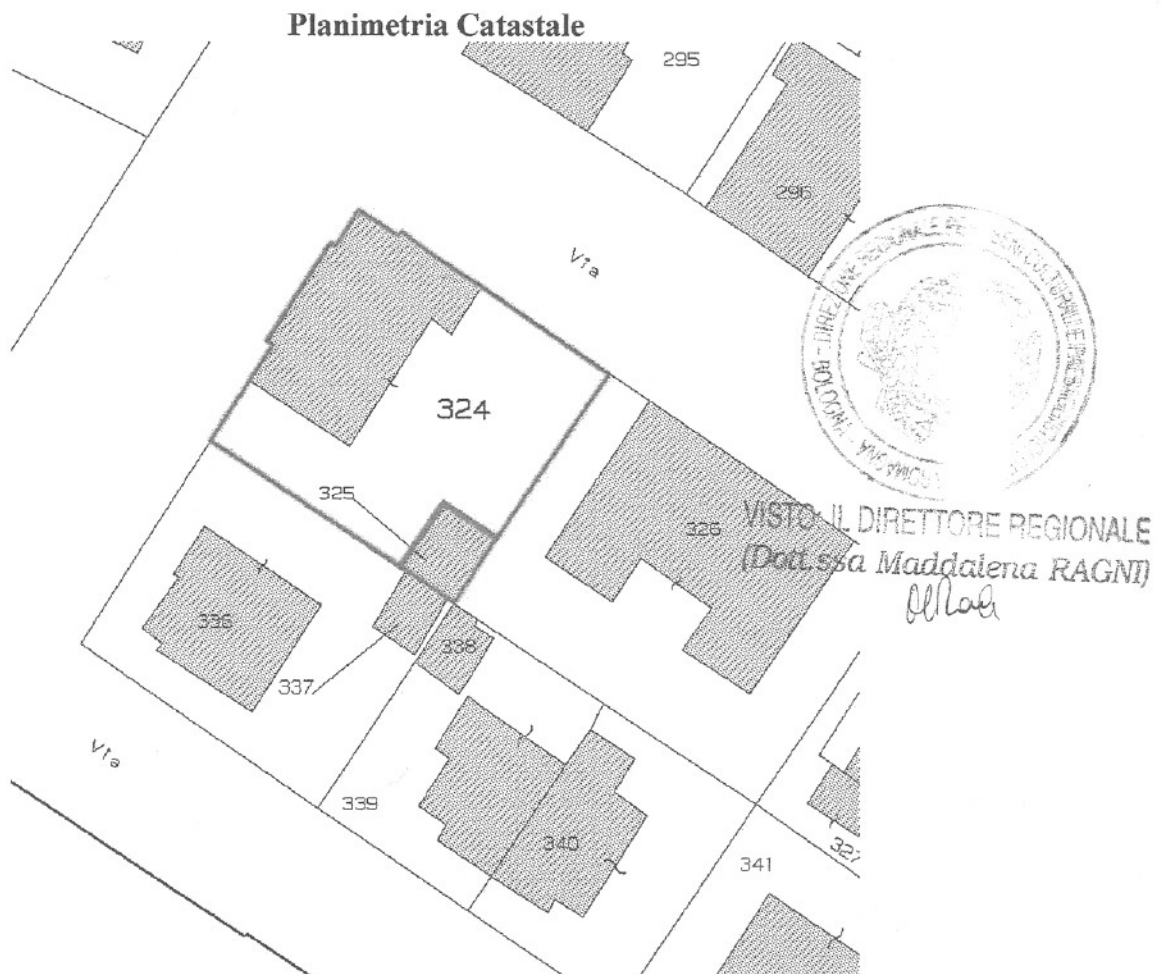 Planimetria Catastale
295
296
Via
324
325
326
VISTO: IL DIRETTORE REGIONALE
(Dott.ssa Maddalena RAGNI)
336
338
337
Via
339
340
327
341